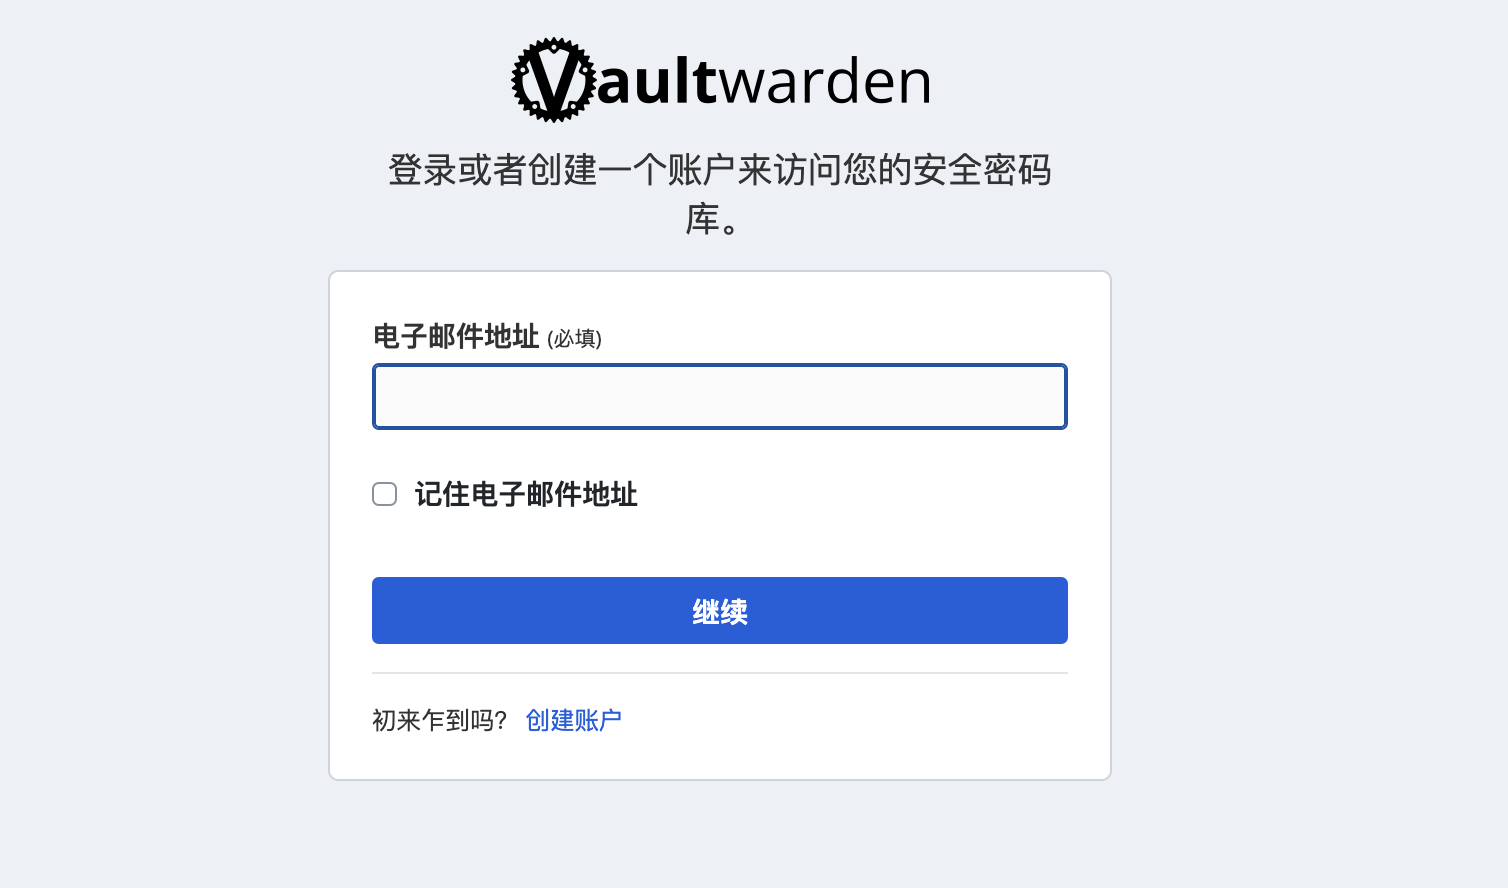 Vaultwarden
登录或者创建一个账户来访问您的安全密码
库。
电子邮件地址 (必填)
记住电子邮件地址
继续
初来乍到吗? 创建账户